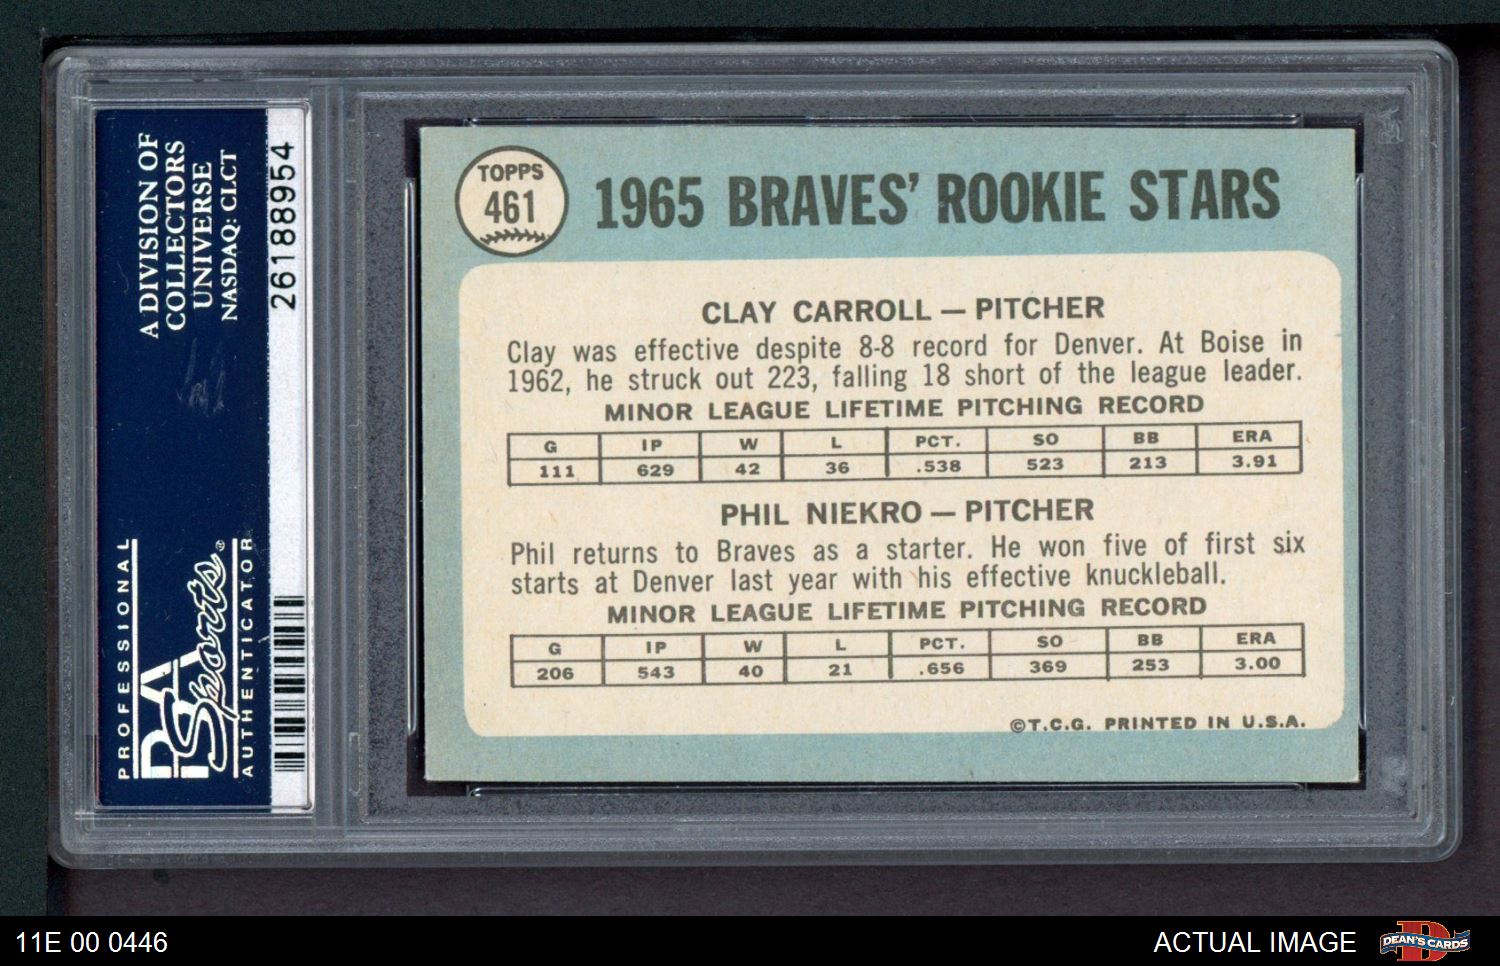 A DIVISION OF
COLLECTORS
UNIVERSE
NASDAQ: CLCT
26188954
PROFESSIONAL
PSA
Sports®
AUTHENTICATOR
TOPPS
461
1965 BRAVES' ROOKIE STARS
CLAY CARROLL — PITCHER
Clay was effective despite 8-8 record for Denver. At Boise in
1962, he struck out 223, falling 18 short of the league leader.
MINOR LEAGUE LIFETIME PITCHING RECORD
G IP W L PCT. SO BB ERA
111 629 42 36 .538 523 213 3.91
PHIL NIEKRO — PITCHER
Phil returns to Braves as a starter. He won five of first six
starts at Denver last year with his effective knuckleball.
MINOR LEAGUE LIFETIME PITCHING RECORD
G IP W L PCT. SO BB ERA
206 543 40 21 .656 369 253 3.00
©T.C.G. PRINTED IN U.S.A.
11E 00 0446
ACTUAL IMAGE
D
DEAN'S CARDS